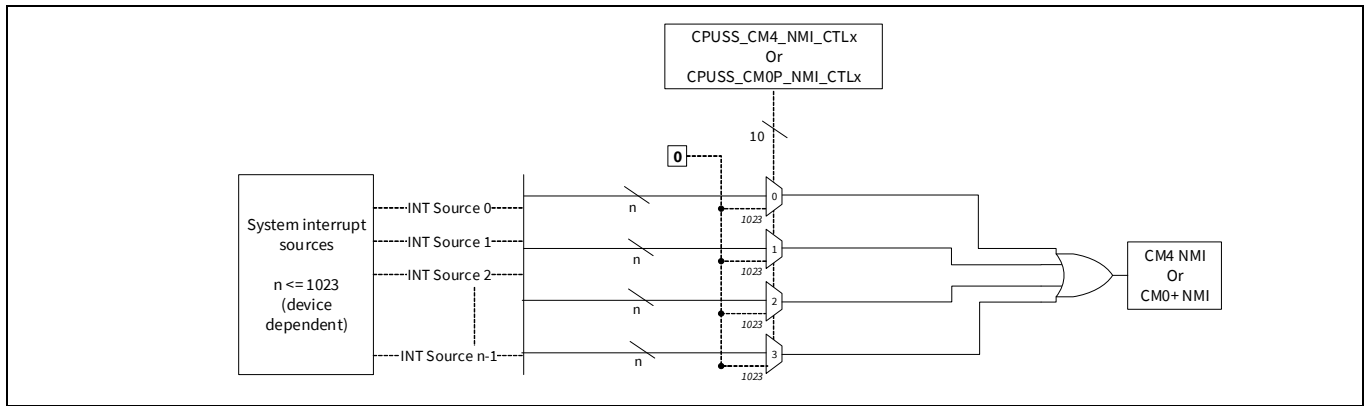 CPUSS_CM4_NMI_CTLx
Or
CPUSS_CM0P_NMI_CTLx
10
0
System interrupt
sources
n <= 1023
(device
dependent)
INT Source 0
INT Source 1
INT Source 2
INT Source n-1
n
n
n
n
0
1023
1
1023
2
1023
3
1023
CM4 NMI
Or
CM0+ NMI